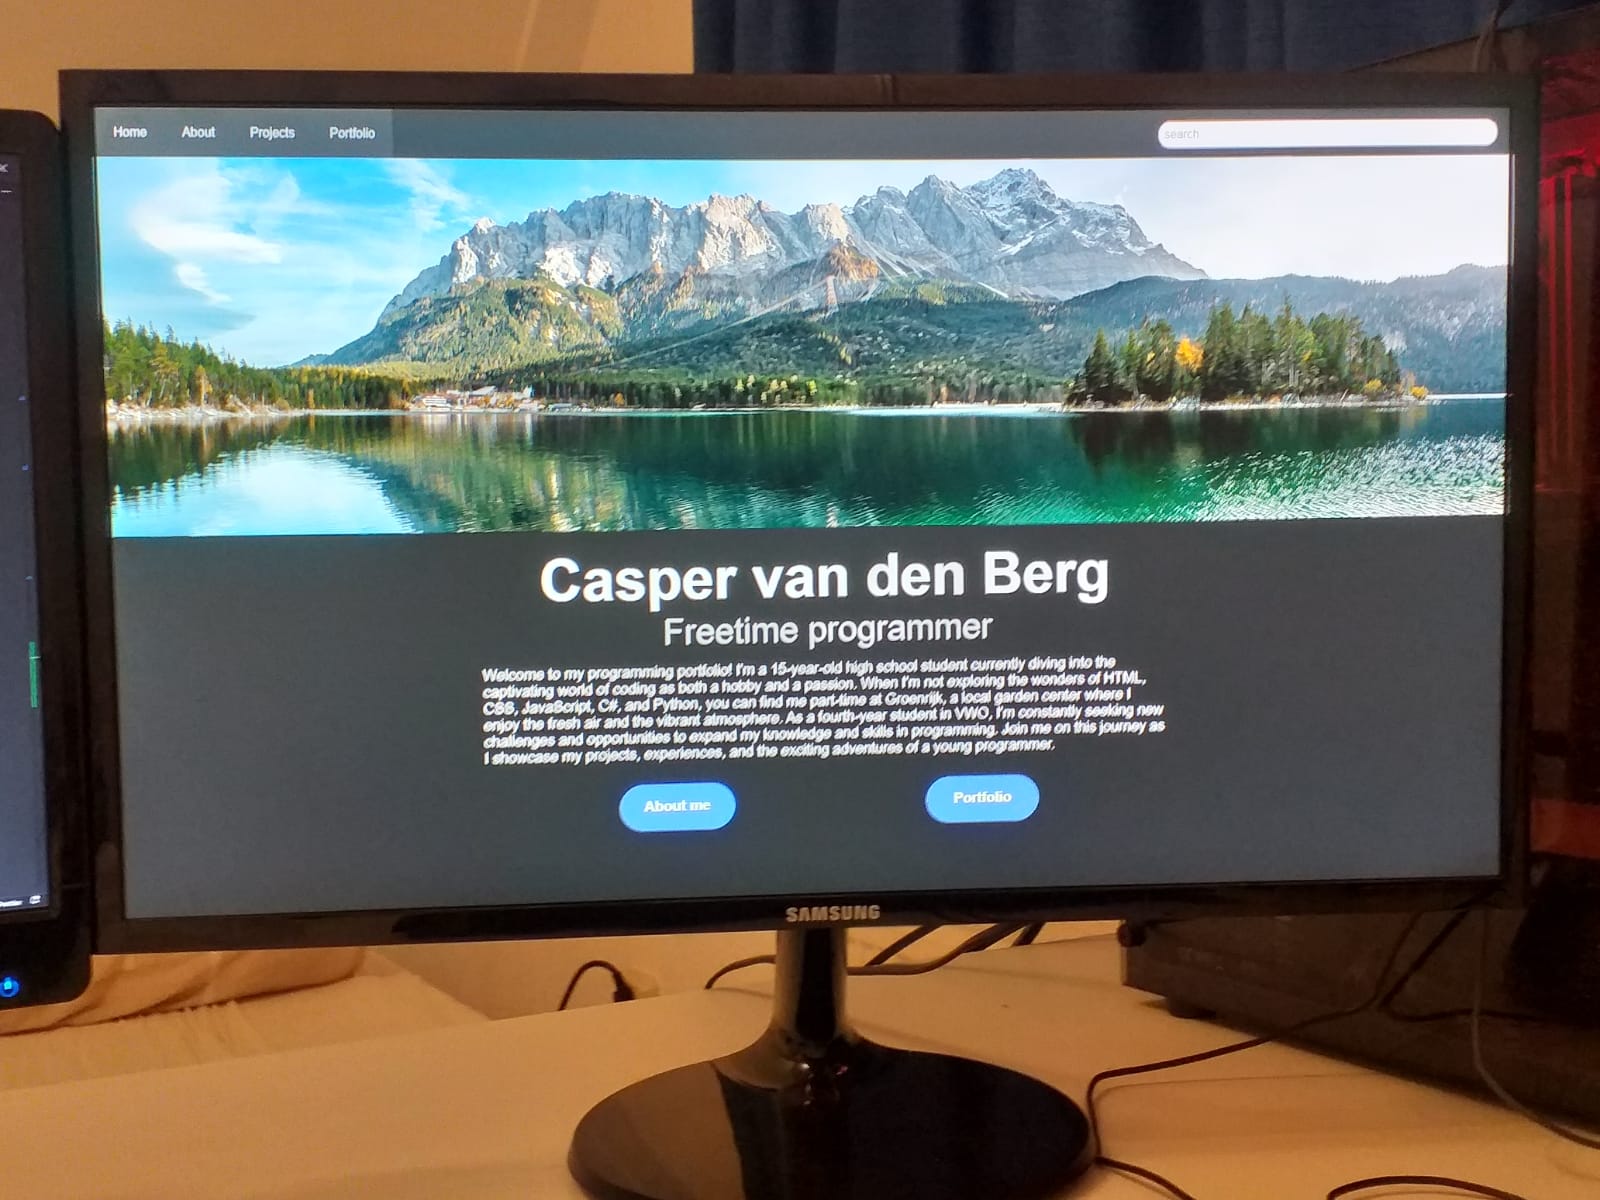 Home About Projects Portfolio
search
Casper van den Berg
Freetime programmer
Welcome to my programming portfolio! I'm a 15-year-old high school student currently diving into the
captivating world of coding as both a hobby and a passion. When I'm not exploring the wonders of HTML,
CSS, JavaScript, C#, and Python, you can find me part-time at Groenrijk, a local garden center where I
enjoy the fresh air and the vibrant atmosphere. As a fourth-year student in VWO, I'm constantly seeking new
challenges and opportunities to expand my knowledge and skills in programming. Join me on this journey as
I showcase my projects, experiences, and the exciting adventures of a young programmer.
About me Portfolio
SAMSUNG